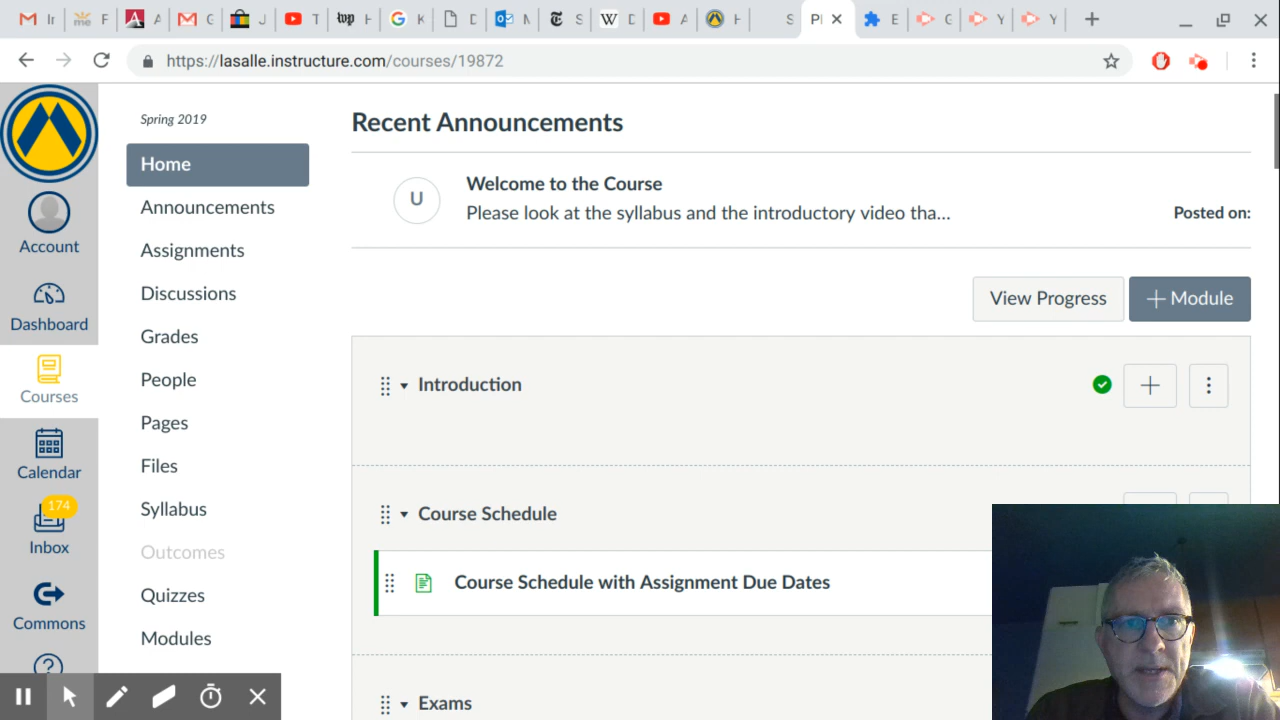 https://lasalle.instructure.com/courses/19872
Account
Dashboard
Courses
Calendar
174
Inbox
Commons
Spring 2019
Home
Announcements
Assignments
Discussions
Grades
People
Pages
Files
Syllabus
Outcomes
Quizzes
Modules
Recent Announcements
U
Welcome to the Course
Please look at the syllabus and the introductory video tha...
Posted on:
View Progress
+ Module
Introduction
Course Schedule
Course Schedule with Assignment Due Dates
Exams